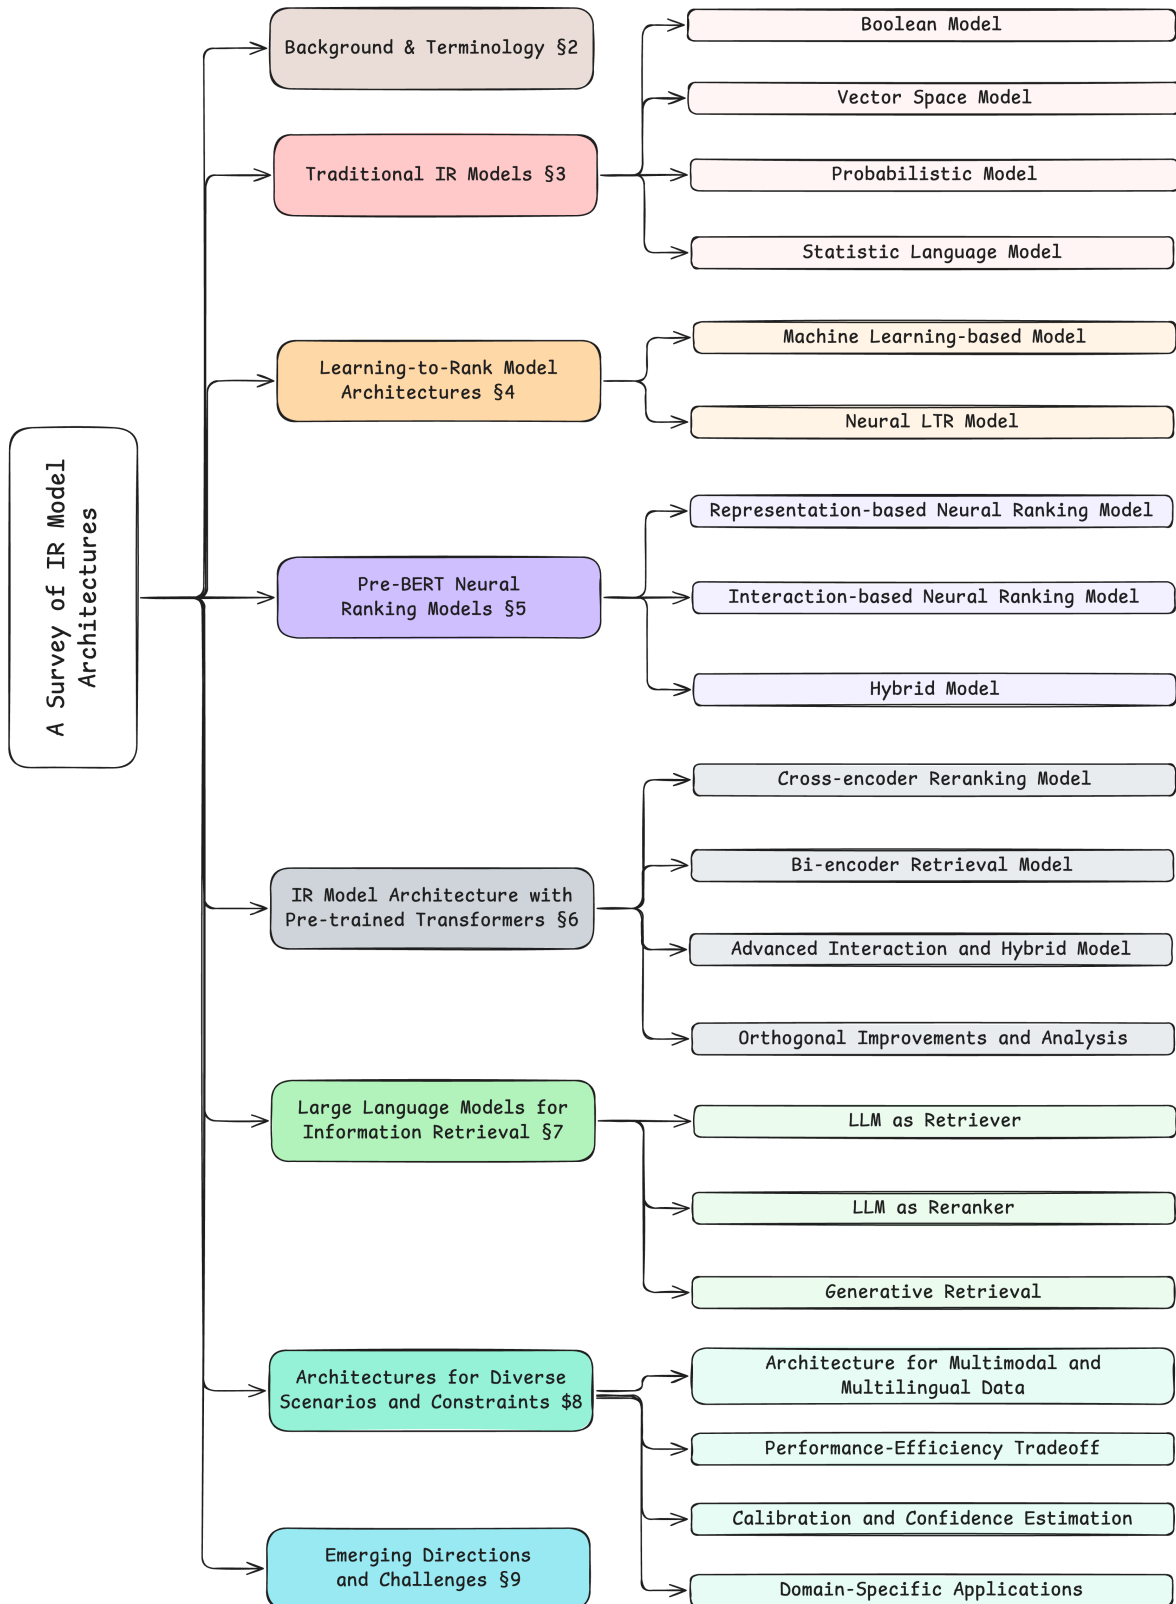 A Survey of IR Model
Architectures
Background & Terminology §2
Traditional IR Models §3
Boolean Model
Vector Space Model
Probabilistic Model
Statistic Language Model
Learning-to-Rank Model
Architectures §4
Machine Learning-based Model
Neural LTR Model
Pre-BERT Neural
Ranking Models §5
Representation-based Neural Ranking Model
Interaction-based Neural Ranking Model
Hybrid Model
IR Model Architecture with
Pre-trained Transformers §6
Cross-encoder Reranking Model
Bi-encoder Retrieval Model
Advanced Interaction and Hybrid Model
Orthogonal Improvements and Analysis
Large Language Models for
Information Retrieval §7
LLM as Retriever
LLM as Reranker
Generative Retrieval
Architectures for Diverse
Scenarios and Constraints $8
Architecture for Multimodal and
Multilingual Data
Performance-Efficiency Tradeoff
Calibration and Confidence Estimation
Domain-Specific Applications
Emerging Directions
and Challenges §9